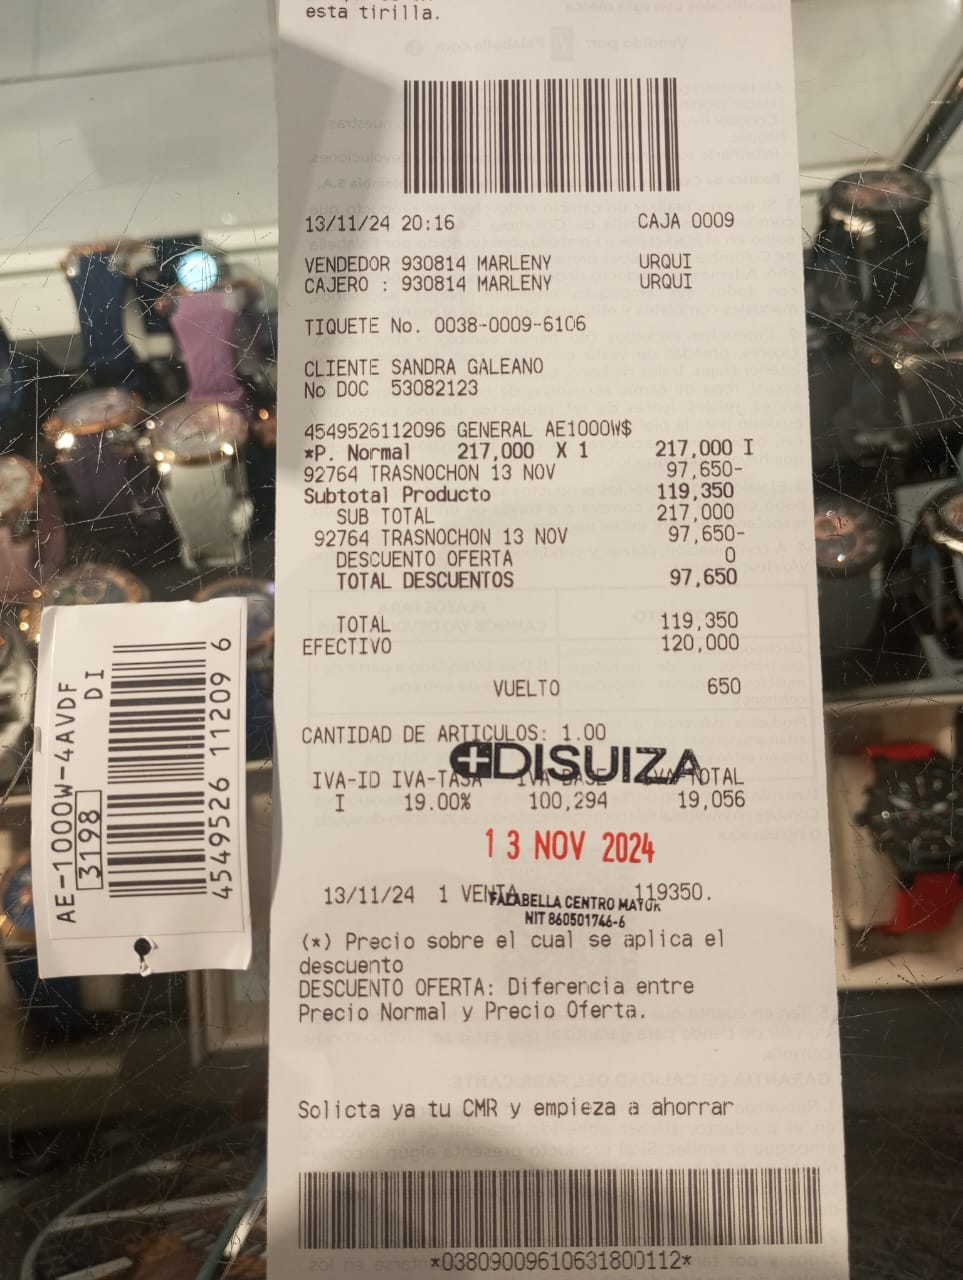 esta tirilla.
13/11/24 20:16 CAJA 0009
VENDEDOR 930814 MARLENY URQUI
CAJERO : 930814 MARLENY URQUI
TIQUETE No. 0038-0009-6106
CLIENTE SANDRA GALEANO
No DOC 53082123
4549526112096 GENERAL AE1000W$
*P. Normal 217,000 X 1 217,000 I
92764 TRASNOCHON 13 NOV 97,650-
Subtotal Producto 119,350
SUB TOTAL 217,000
92764 TRASNOCHON 13 NOV 97,650-
DESCUENTO OFERTA 0
TOTAL DESCUENTOS 97,650
TOTAL 119,350
EFECTIVO 120,000
VUELTO 650
CANTIDAD DE ARTICULOS: 1.00
DISUIZA
IVA-ID IVA-TASA IVA-BASE IVA-TOTAL
I 19.00% 100,294 19,056
13 NOV 2024
13/11/24 1 VENTA 119350.
FALABELLA CENTRO MAYOR
NIT 860501746-6
(*) Precio sobre el cual se aplica el
descuento
DESCUENTO OFERTA: Diferencia entre
Precio Normal y Precio Oferta.
Solicta ya tu CMR y empieza a ahorrar
*03809009610631800112*
AE-1000W-4AVDF
DI
3198
4549526 11209 6